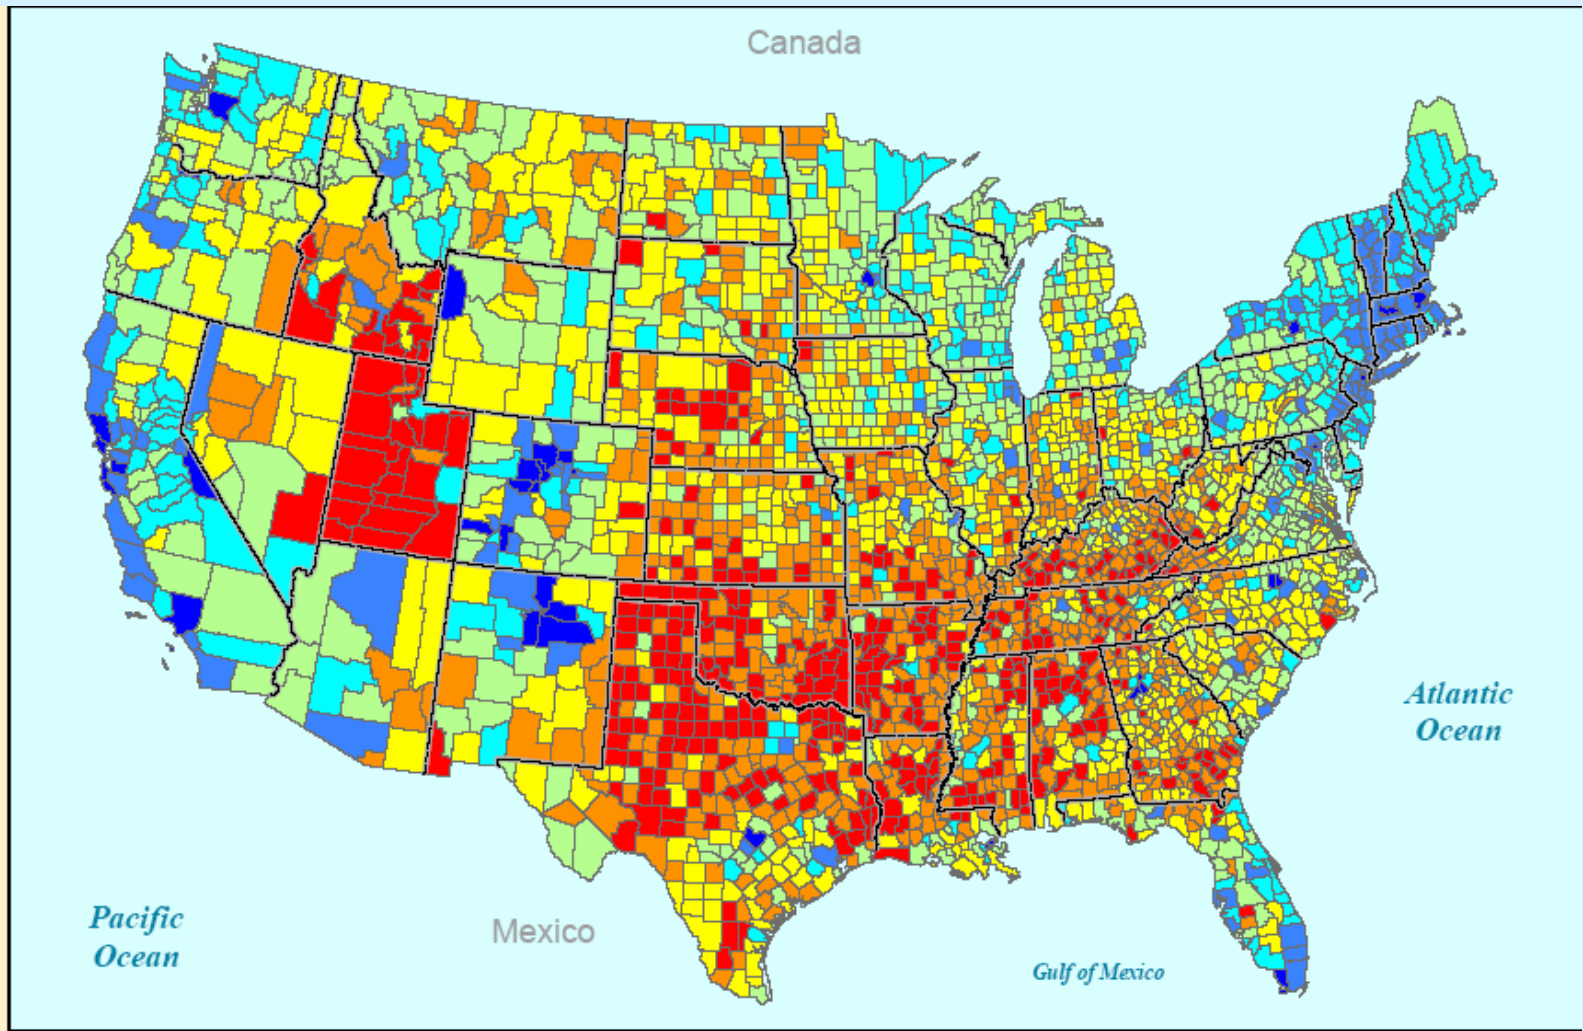 Canada
Atlantic
Ocean
Pacific
Ocean
Mexico
Gulf of Mexico